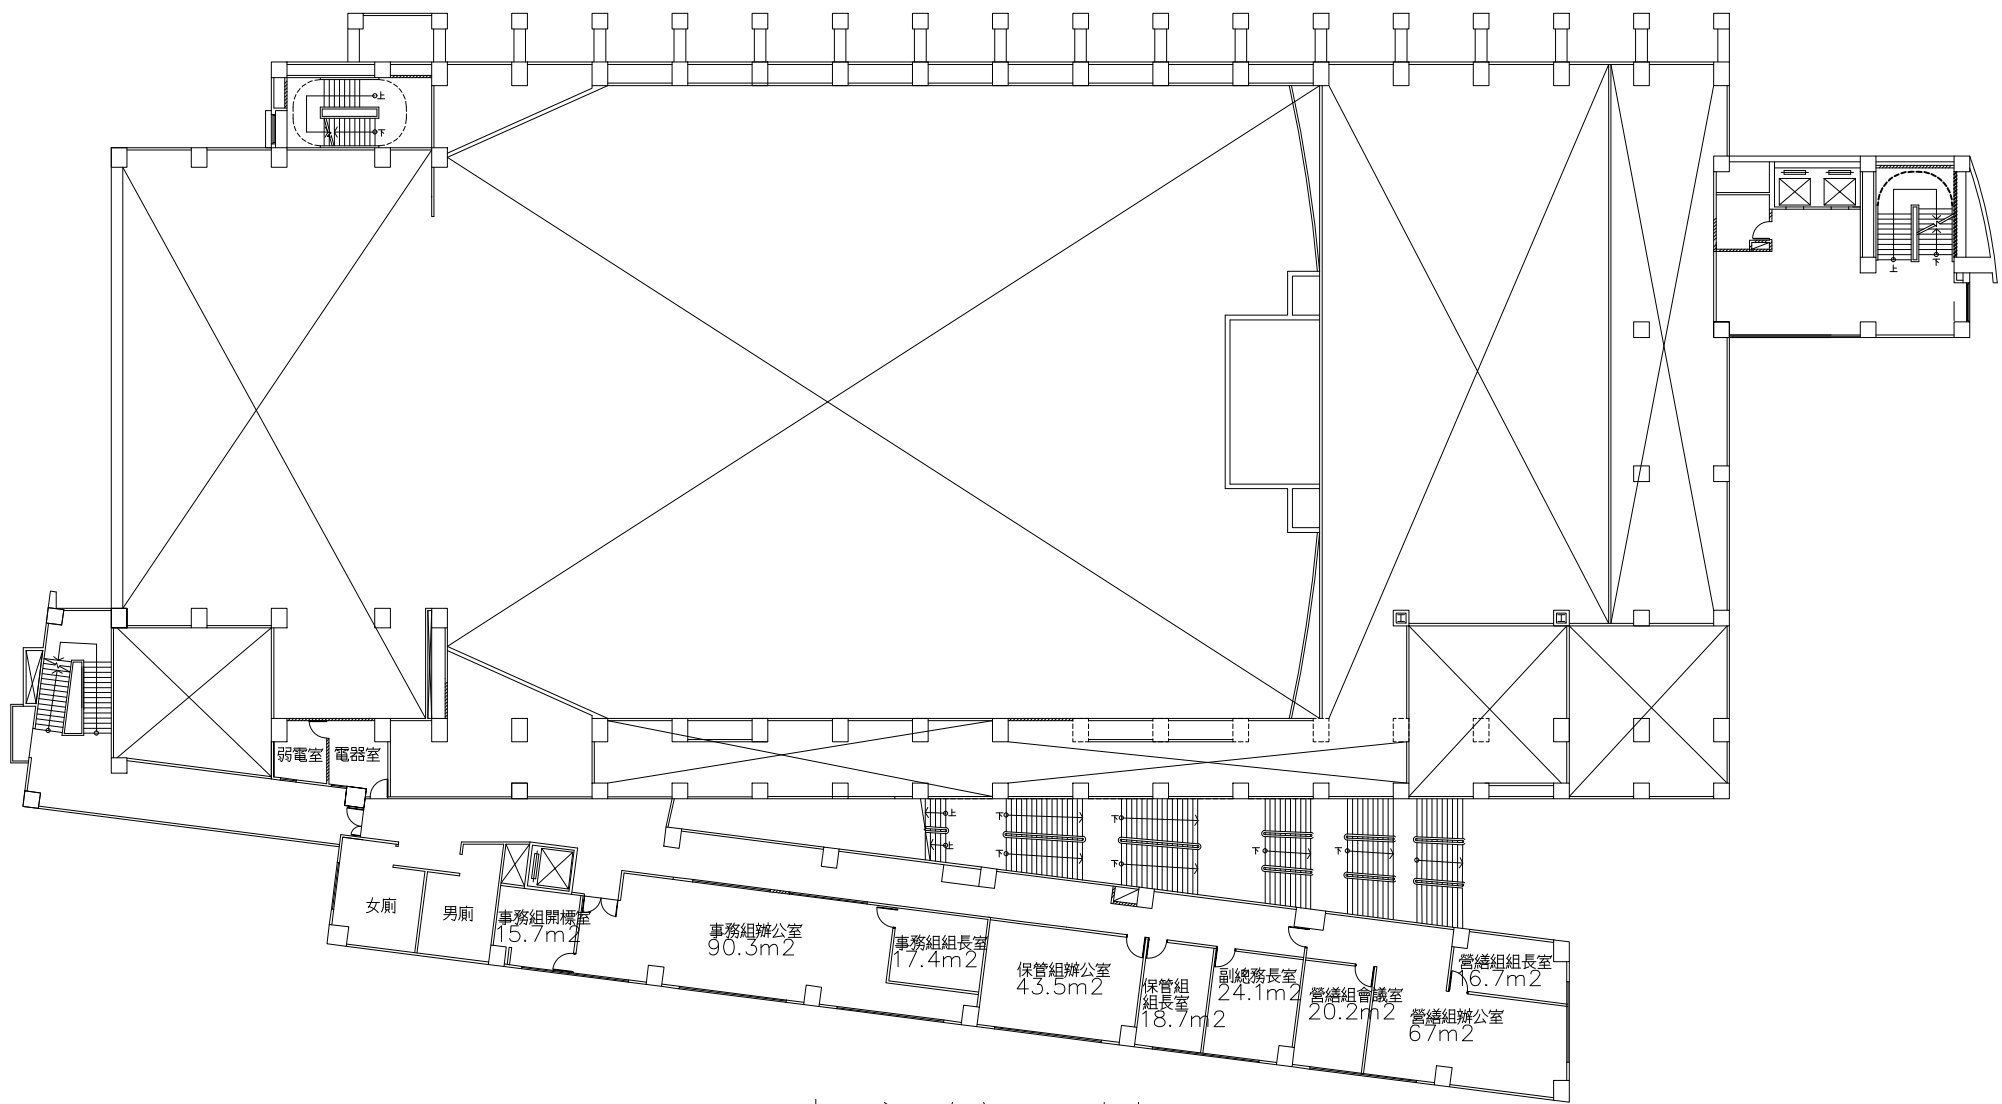 上
下
上
下
弱電室
電器室
上
上
下
下
下
下
下
下
女廁
男廁
事務組開標室
15.7m2
事務組辦公室
90.3m2
事務組組長室
17.4m2
保管組辦公室
43.5m2
保管組
組長室
18.7m2
副總務長室
24.1m2
營繕組會議室
20.2m2
營繕組組長室
16.7m2
營繕組辦公室
67m2